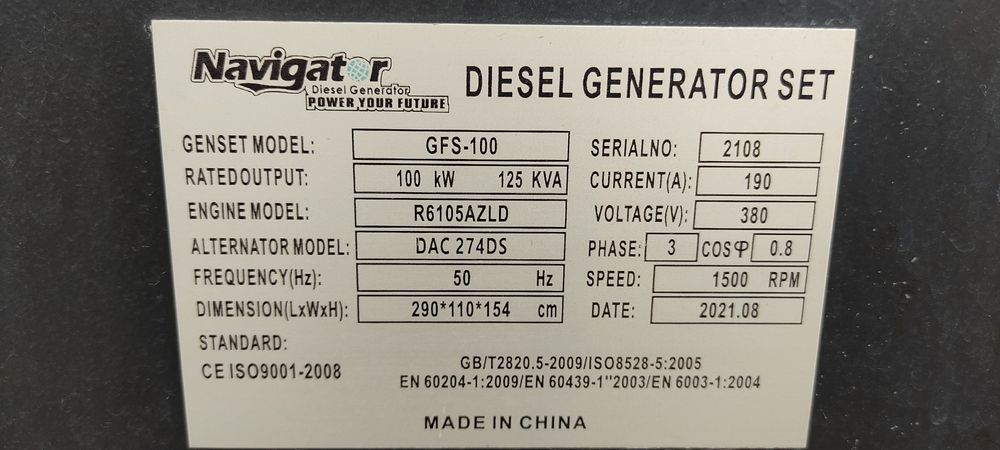 Navigator
Diesel Generator
POWER YOUR FUTURE
DIESEL GENERATOR SET
GENSET MODEL: GFS-100 SERIALNO: 2108
RATEDOUTPUT: 100 kW 125 KVA CURRENT(A): 190
ENGINE MODEL: R6105AZLD VOLTAGE(V): 380
ALTERNATOR MODEL: DAC 274DS PHASE: 3 COSφ 0.8
FREQUENCY(Hz): 50 Hz SPEED: 1500 RPM
DIMENSION(LxWxH): 290*110*154 cm DATE: 2021.08
STANDARD:
CE ISO9001-2008
GB/T2820.5-2009/ISO8528-5:2005
EN 60204-1:2009/EN 60439-1"2003/EN 6003-1:2004
MADE IN CHINA